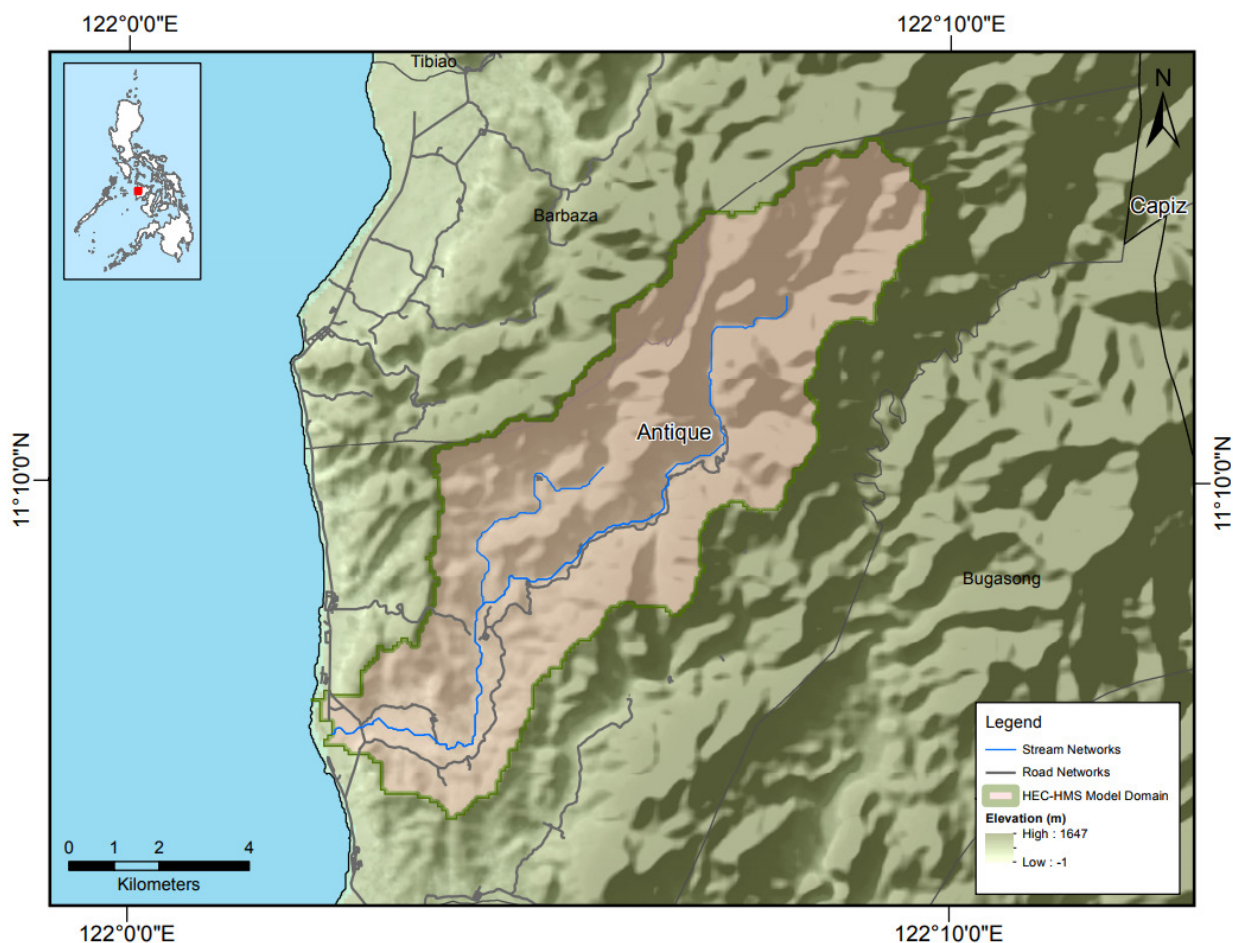 122°0'0"E
122°10'0"E
Tibiao
N
Capiz
Barbaza
Antique
11°10'0"N
11°10'0"N
Bugasong
Legend
Stream Networks
Road Networks
HEC-HMS Model Domain
Elevation (m)
High : 1647
Low : -1
0 1 2 4
Kilometers
122°0'0"E
122°10'0"E